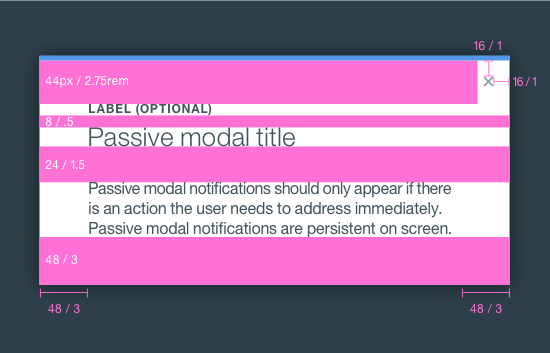 16 / 1
44px / 2.75rem
16 / 1
LABEL (OPTIONAL)
8 / .5
Passive modal title
24 / 1.5
Passive modal notifications should only appear if there
is an action the user needs to address immediately.
Passive modal notifications are persistent on screen.
48 / 3
48 / 3
48 / 3